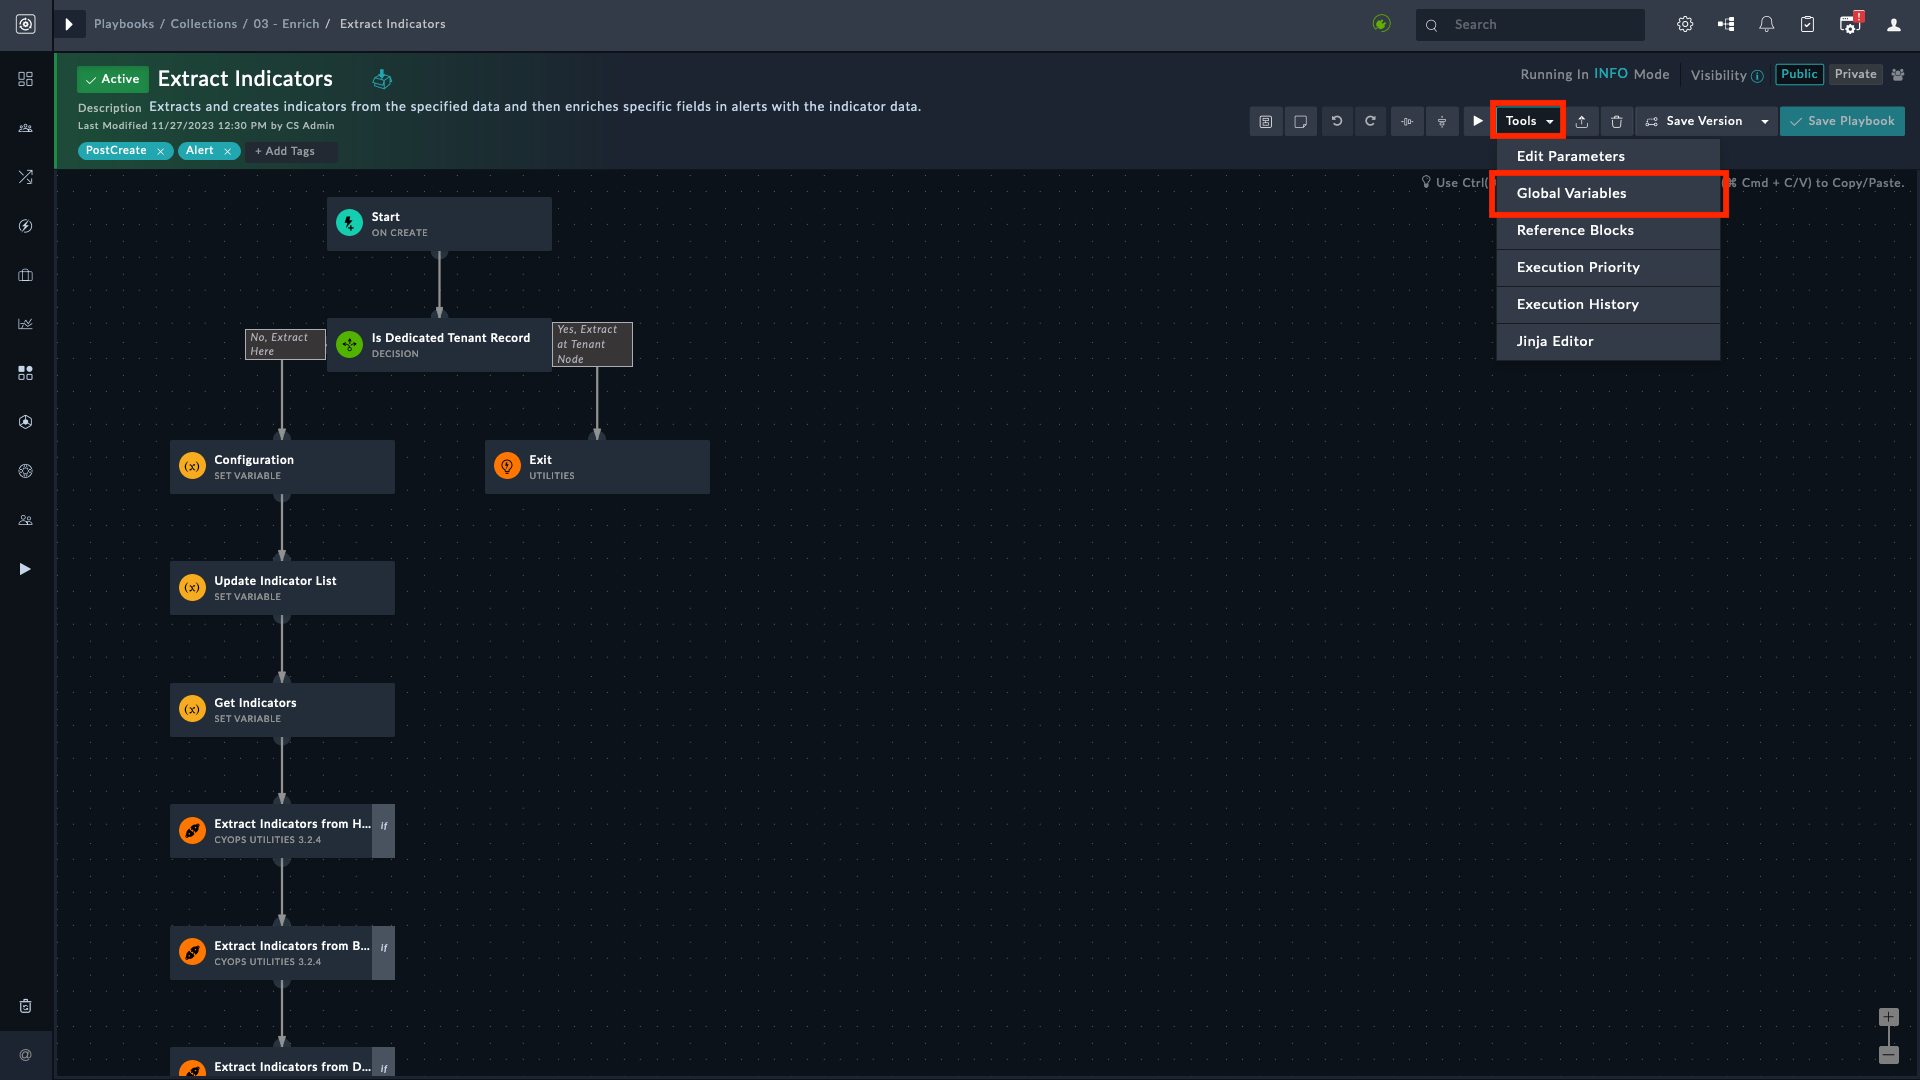 Playbooks / Collections / 03 - Enrich / Extract Indicators
Search
!
Active
Extract Indicators
Running In INFO Mode
Visibility
Public
Private
Description Extracts and creates indicators from the specified data and then enriches specific fields in alerts with the indicator data.
Last Modified 11/27/2023 12:30 PM by CS Admin
Tools
Save Version
Save Playbook
PostCreate ×
Alert ×
+ Add Tags
Edit Parameters
Use Ctrl(
⌘ Cmd + C/V) to Copy/Paste.
Global Variables
Reference Blocks
Execution Priority
Execution History
Jinja Editor
Start
ON CREATE
No, Extract
Here
Is Dedicated Tenant Record
DECISION
Yes, Extract
at Tenant
Node
(x)
Configuration
SET VARIABLE
Exit
UTILITIES
(x)
Update Indicator List
SET VARIABLE
(x)
Get Indicators
SET VARIABLE
Extract Indicators from H...
CYOPS UTILITIES 3.2.4
if
Extract Indicators from B...
CYOPS UTILITIES 3.2.4
if
Extract Indicators from D...
if
@
+
−